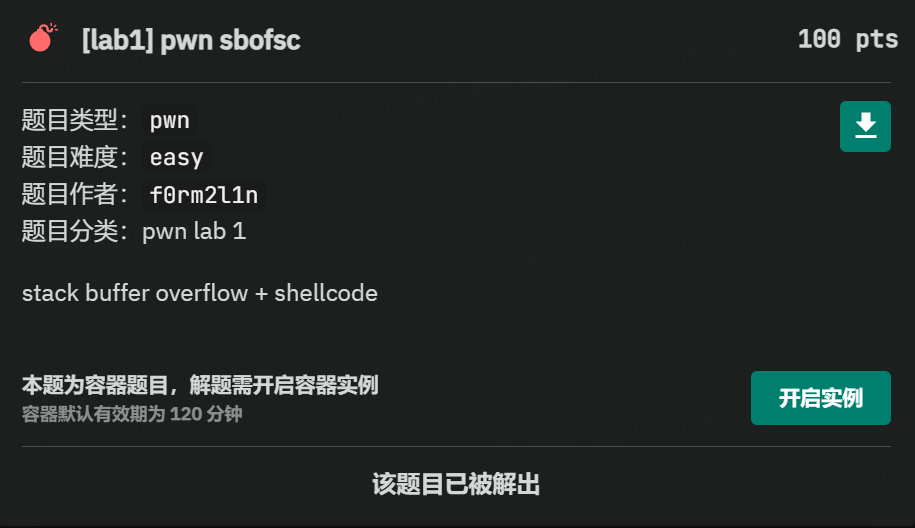 [lab1] pwn sbofsc
100 pts
题目类型： pwn
题目难度： easy
题目作者： f0rm2l1n
题目分类：pwn lab 1
stack buffer overflow + shellcode
本题为容器题目，解题需开启容器实例
容器默认有效期为 120 分钟
开启实例
该题目已被解出